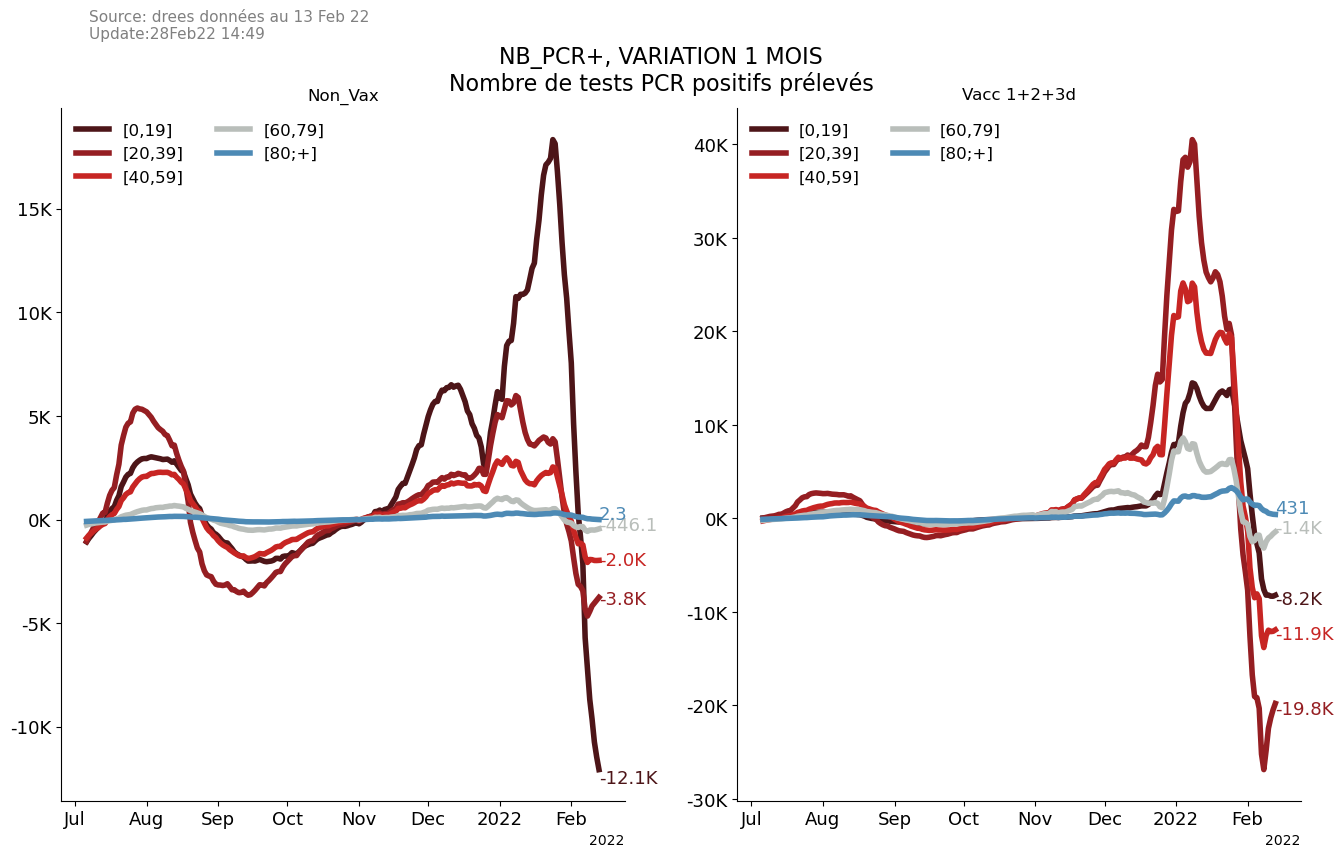 Source: drees données au 13 Feb 22
Update:28Feb22 14:49
NB_PCR+, VARIATION 1 MOIS
Nombre de tests PCR positifs prélevés
Non_Vax
[0,19]
[20,39]
[40,59]
[60,79]
[80;+]
15K
10K
5K
0K
-5K
-10K
2.3
-446.1
-2.0K
-3.8K
-12.1K
Jul Aug Sep Oct Nov Dec 2022 Feb
2022
Vacc 1+2+3d
[0,19]
[20,39]
[40,59]
[60,79]
[80;+]
40K
30K
20K
10K
0K
-10K
-20K
-30K
431
-1.4K
-8.2K
-11.9K
-19.8K
Jul Aug Sep Oct Nov Dec 2022 Feb
2022